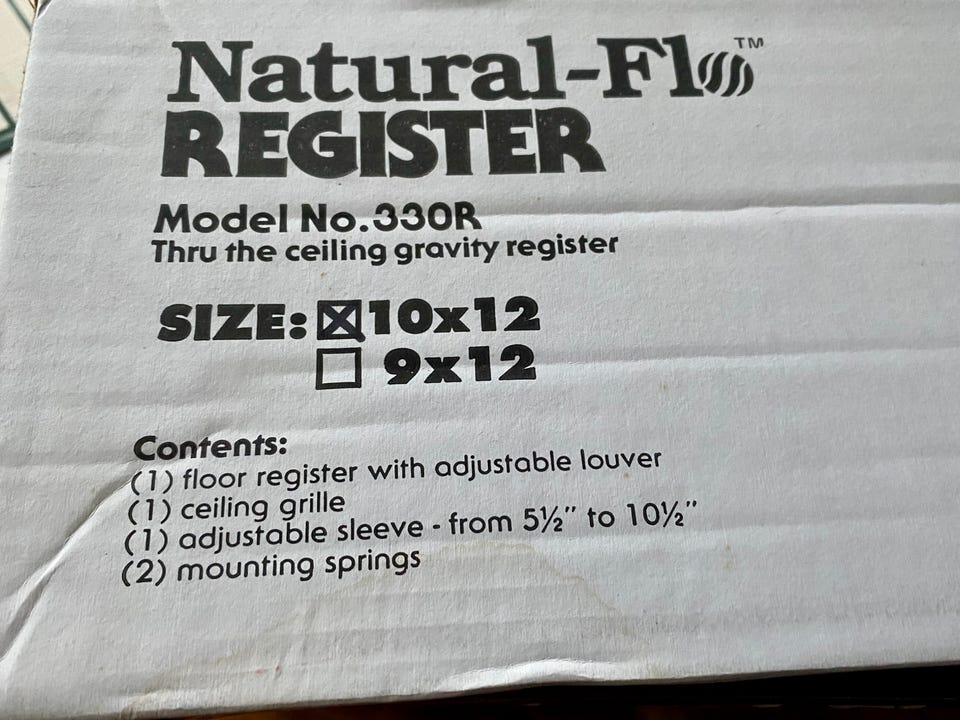 Natural-Flo™
REGISTER
Model No.330R
Thru the ceiling gravity register
SIZE: ☒10x12
☐ 9x12
Contents:
(1) floor register with adjustable louver
(1) ceiling grille
(1) adjustable sleeve - from 5½" to 10½"
(2) mounting springs